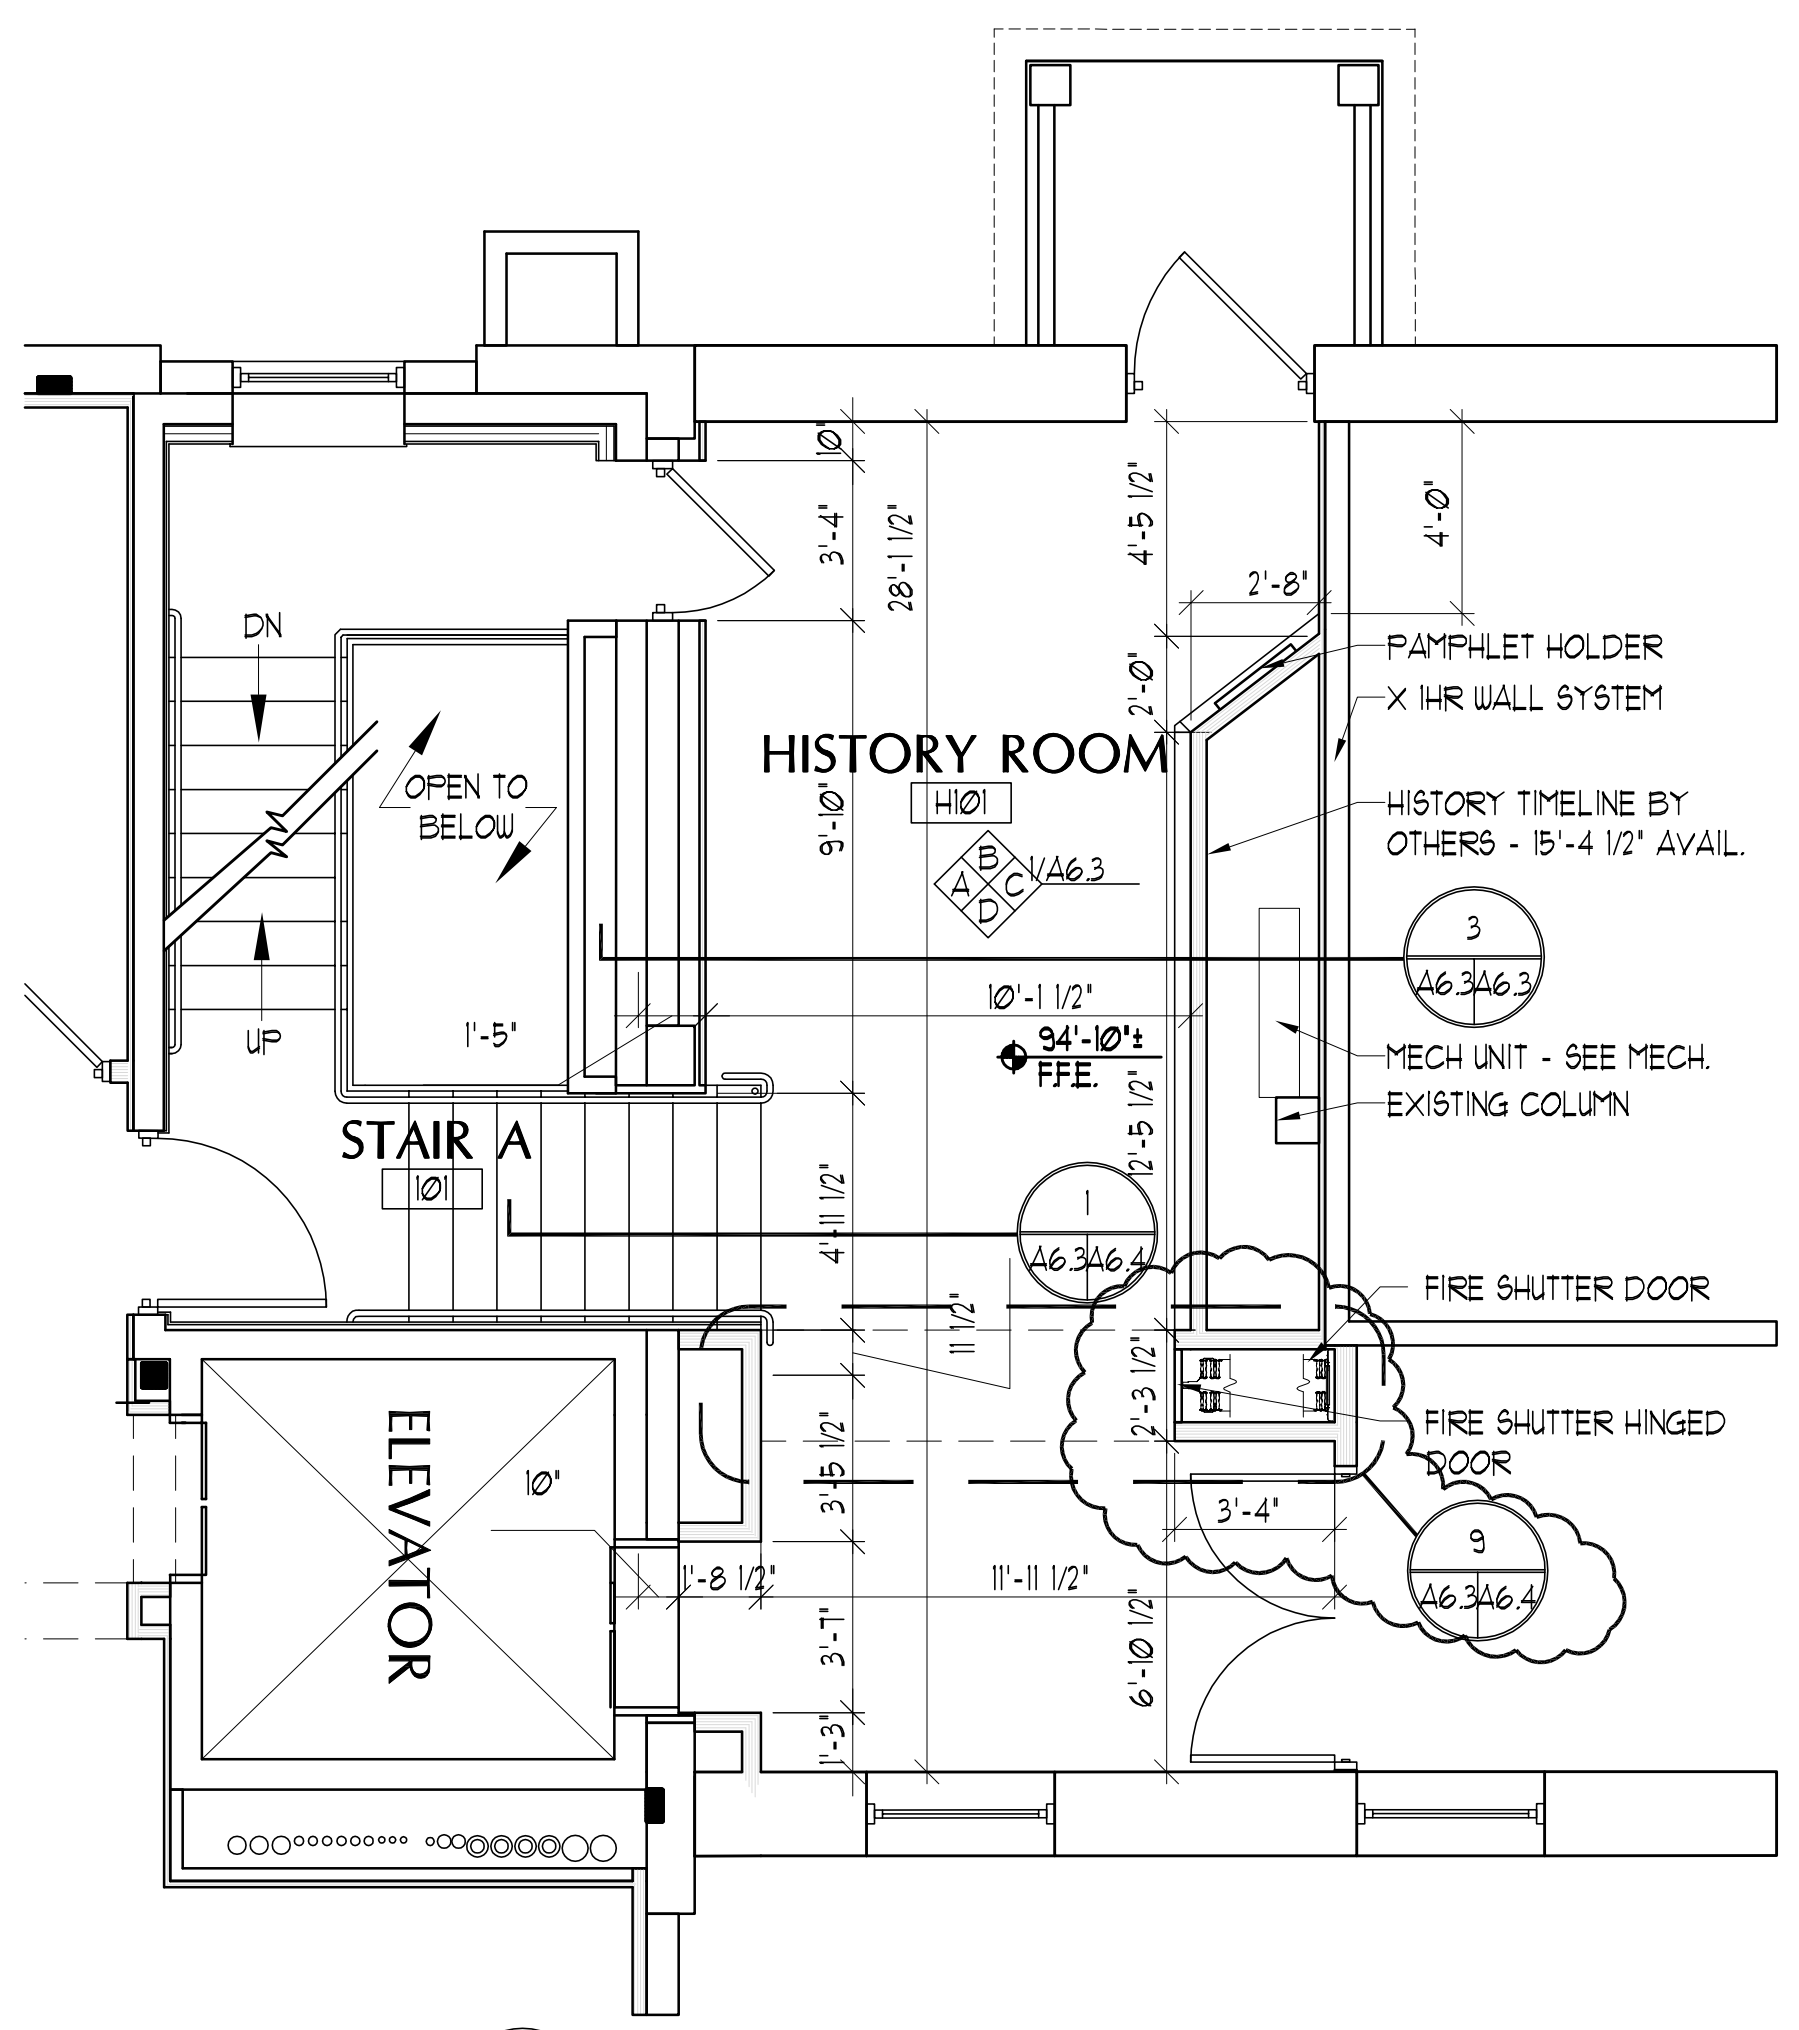 10"
3'-4"
28'-1 1/2"
4'-5 1/2"
4'-0"
2'-8"
DN
PAMPHLET HOLDER
2'-0"
X 1HR WALL SYSTEM
HISTORY ROOM
H101
OPEN TO
BELOW
9'-10"
HISTORY TIMELINE BY
OTHERS - 15'-4 1/2" AVAIL.
B
A
C
D
1/A6.3
3
A6.3
A6.3
10'-1 1/2"
1'-5"
UP
94'-10"±
F.F.E.
MECH UNIT - SEE MECH.
EXISTING COLUMN
12'-5 1/2"
STAIR A
101
4'-11 1/2"
1
A6.3
A6.4
FIRE SHUTTER DOOR
11 1/2"
2'-3 1/2"
FIRE SHUTTER HINGED
DOOR
ELEVATOR
10"
3'-5 1/2"
3'-4"
9
A6.3
A6.4
1'-8 1/2"
11'-11 1/2"
3'-7"
6'-10 1/2"
1'-3"